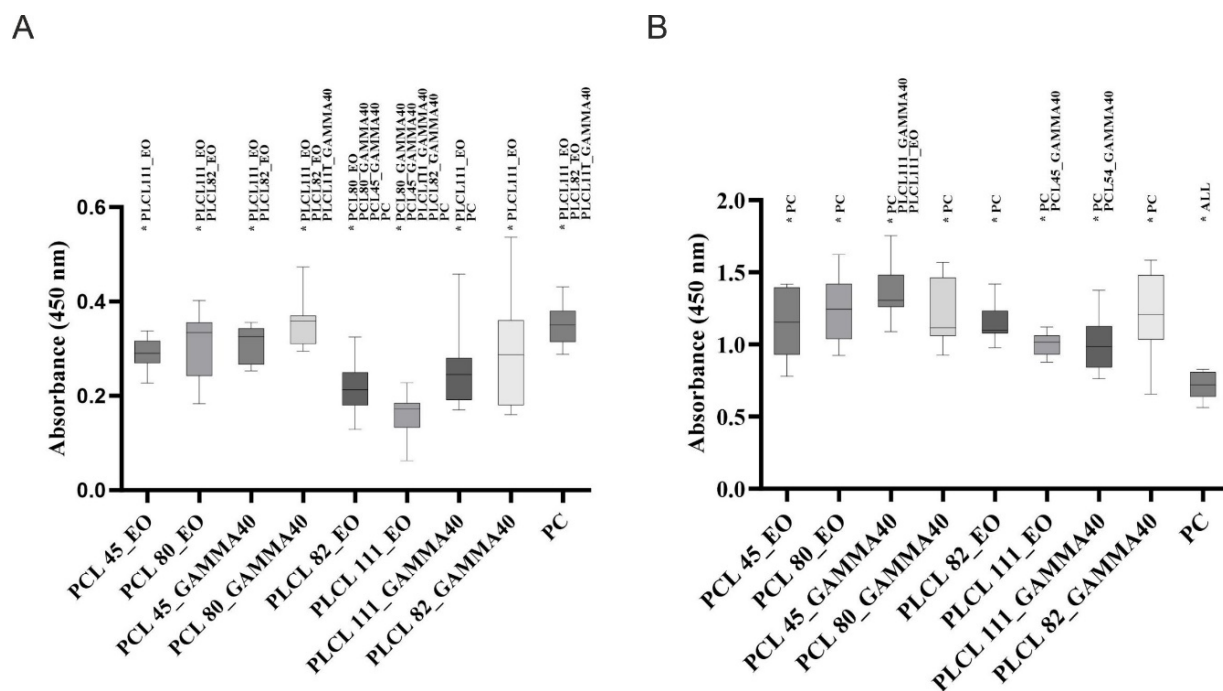 A
B
* PLCL111_EO
* PLCL111_EO
PLCL82_EO
* PLCL111_EO
PLCL82_EO
* PLCL111_EO
PLCL82_EO
PLCL11T_GAMMA40
* PCL80_EO
PCL80_GAMMA40
PCL45_GAMMA40
PC
* PCL80_GAMMA40
PCL45_GAMMA40
PLCL111_GAMMA40
PLCL82_GAMMA40
PC
* PLCL111_EO
PC
* PLCL111_EO
* PLCL111_EO
PLCL82_EO
PLCL11T_GAMMA40
Absorbance (450 nm)
0.6
0.4
0.2
0.0
PCL 45_EO
PCL 80_EO
PCL 45_GAMMA40
PCL 80_GAMMA40
PLCL 82_EO
PLCL 111_EO
PLCL 111_GAMMA40
PLCL 82_GAMMA40
PC
* PC
* PC
* PC
PLCL111_GAMMA40
PLCL111_EO
* PC
* PC
* PC
PCL45_GAMMA40
* PC
PCL54_GAMMA40
* PC
* ALL
Absorbance (450 nm)
2.0
1.5
1.0
0.5
0.0
PCL 45_EO
PCL 80_EO
PCL 45_GAMMA40
PCL 80_GAMMA40
PLCL 82_EO
PLCL 111_EO
PLCL 111_GAMMA40
PLCL 82_GAMMA40
PC